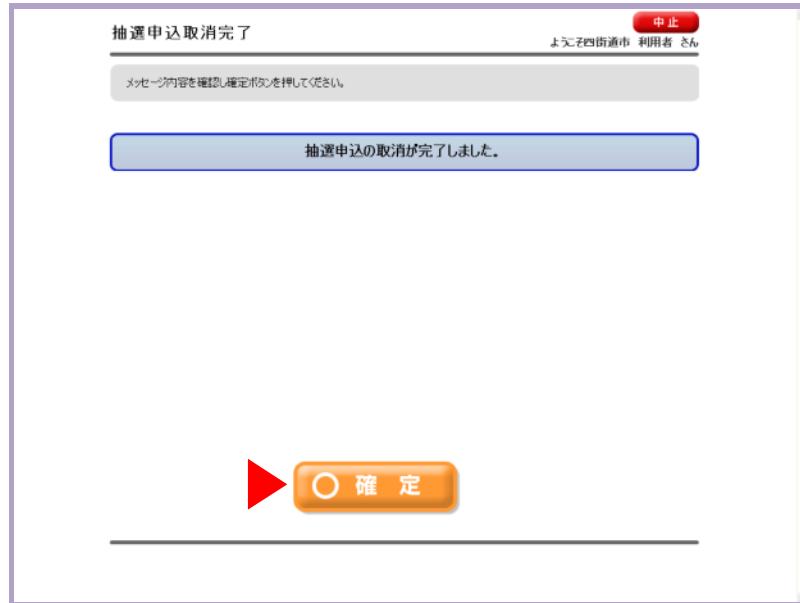 抽選申込取消完了
中止
ようこそ四街道市 利用者 さん
メッセージ内容を確認し確定ボタンを押してください。
抽選申込の取消が完了しました。
確 定